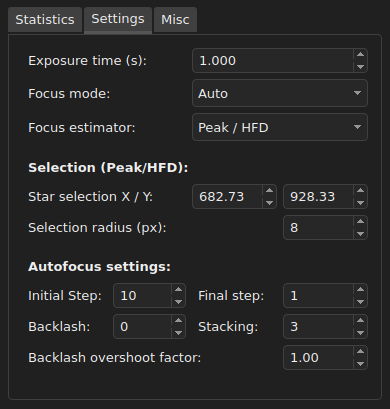 Statistics Settings Misc
Exposure time (s): 1.000
Focus mode: Auto
Focus estimator: Peak / HFD
Selection (Peak/HFD):
Star selection X / Y: 682.73 928.33
Selection radius (px): 8
Autofocus settings:
Initial Step: 10 Final step: 1
Backlash: 0 Stacking: 3
Backlash overshoot factor: 1.00